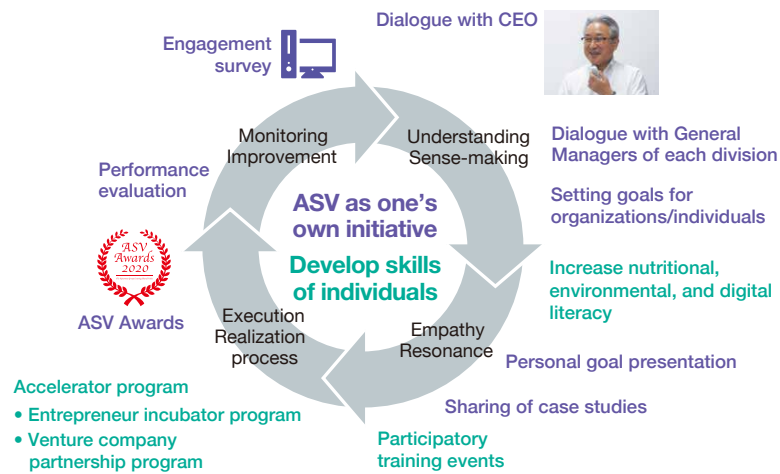 Dialogue with CEO
Engagement
survey
Monitoring
Improvement
Understanding
Sense-making
Dialogue with General
Managers of each division
Performance
evaluation
Setting goals for
organizations/individuals
ASV as one's
own initiative
Develop skills
of individuals
ASV
Awards
2020
ASV Awards
Increase nutritional,
environmental, and digital
literacy
Execution
Realization
process
Empathy
Resonance
Personal goal presentation
Sharing of case studies
Participatory
training events
Accelerator program
• Entrepreneur incubator program
• Venture company
partnership program